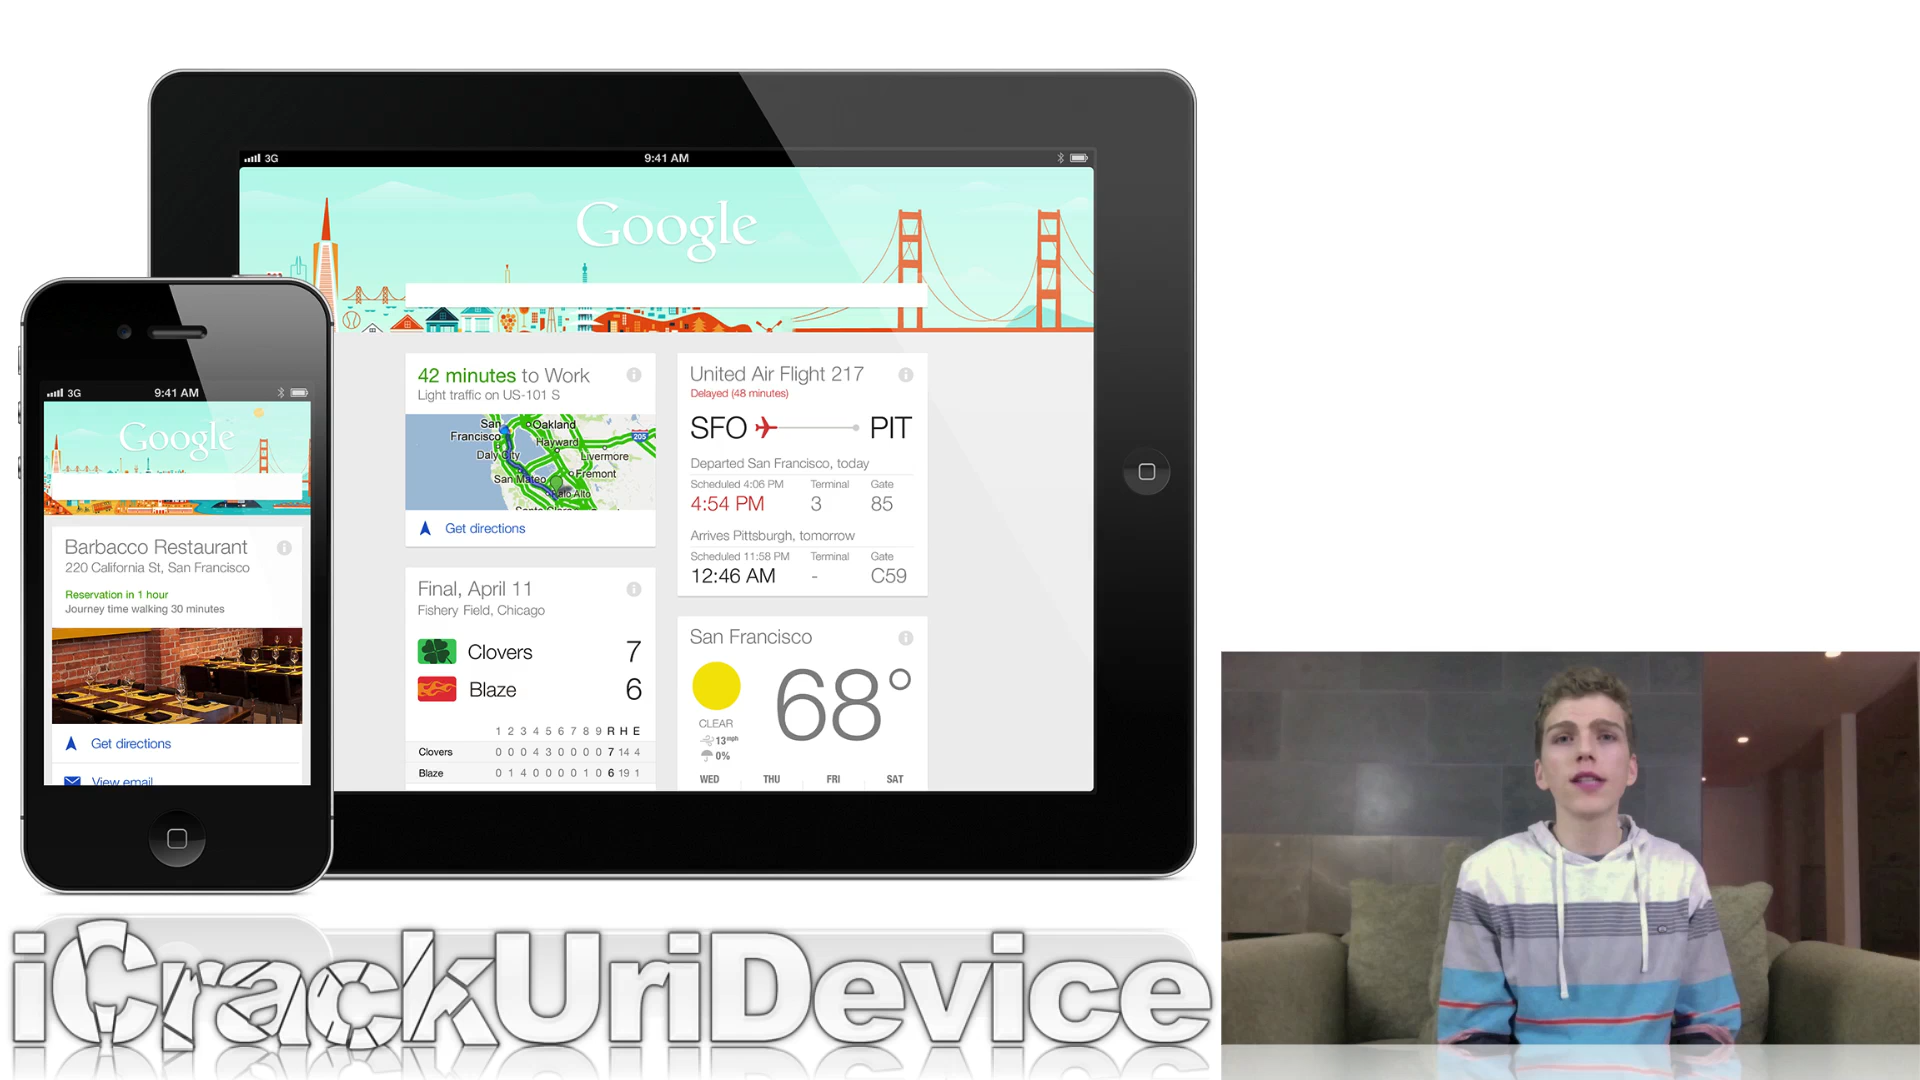 3G 9:41 AM
Google
42 minutes to Work
Light traffic on US-101 S
San Francisco
Oakland
Hayward
205
Daly City
Livermore
San Mateo
Fremont
Palo Alto
Get directions
United Air Flight 217
Delayed (48 minutes)
SFO PIT
Departed San Francisco, today
Scheduled 4:06 PM Terminal Gate
4:54 PM 3 85
Arrives Pittsburgh, tomorrow
Scheduled 11:58 PM Terminal Gate
12:46 AM - C59
Final, April 11
Fishery Field, Chicago
Clovers 7
Blaze 6
1 2 3 4 5 6 7 8 9 R H E
Clovers 0 0 0 4 3 0 0 0 0 7 14 4
Blaze 0 1 4 0 0 0 0 1 0 6 19 1
San Francisco
68°
CLEAR
13mph
0%
WED THU FRI SAT
3G 9:41 AM
Google
Barbacco Restaurant
220 California St, San Francisco
Reservation in 1 hour
Journey time walking 30 minutes
Get directions
View email
iCrackUriDevice